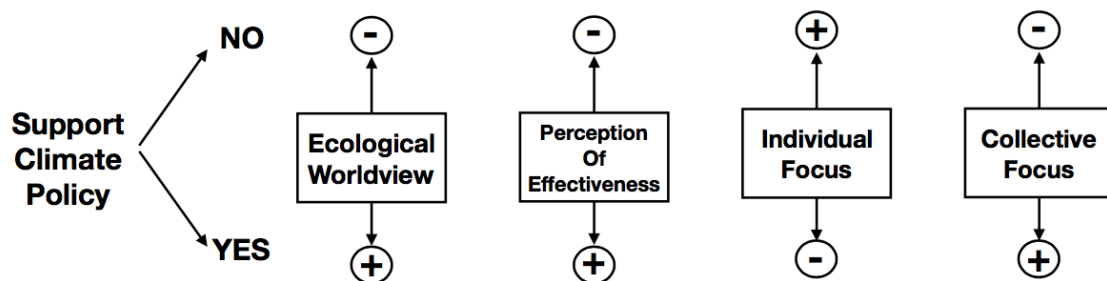 NO
Support
Climate
Policy
YES
-
Ecological
Worldview
+
-
Perception
Of
Effectiveness
+
+
Individual
Focus
-
-
Collective
Focus
+